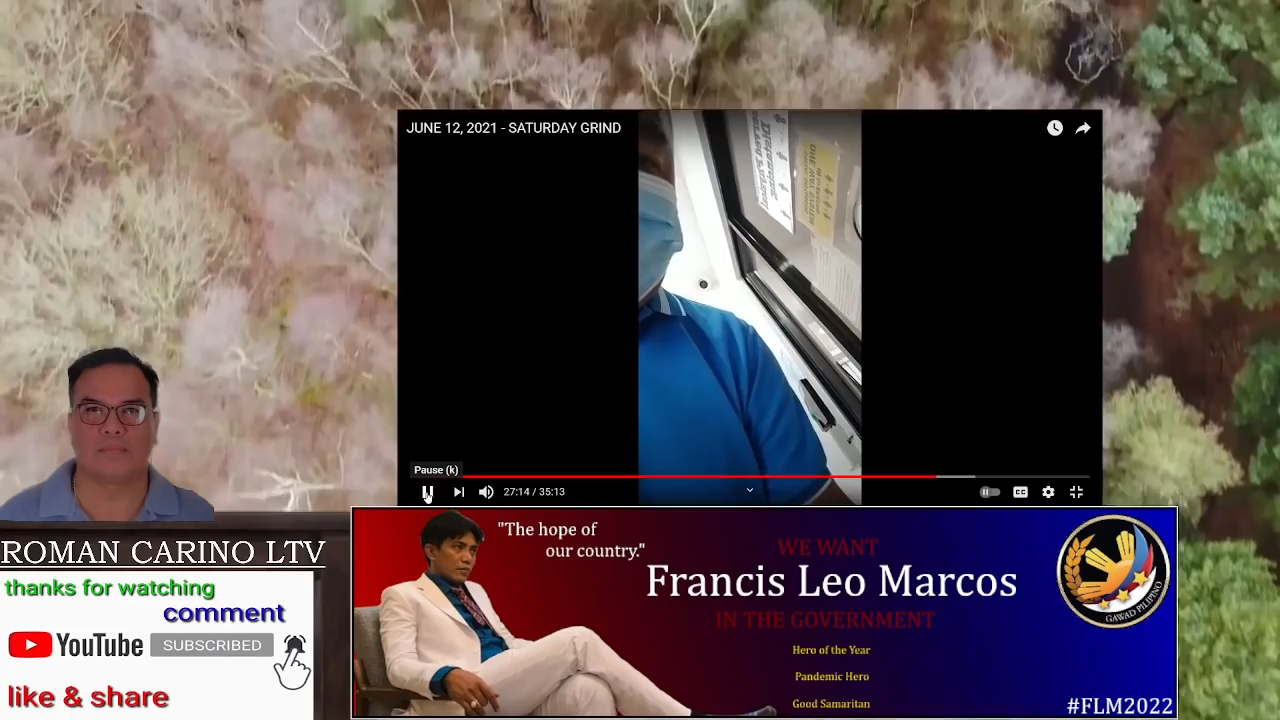 JUNE 12, 2021 - SATURDAY GRIND
Pause (k)
27:14 / 35:13
CC
"The hope of
our country."
WE WANT
Francis Leo Marcos
IN THE GOVERNMENT
Hero of the Year
Pandemic Hero
Good Samaritan
GAWAD PILIPINO
#FLM2022
ROMAN CARINO LTV
thanks for watching
comment
YouTube SUBSCRIBED
like & share